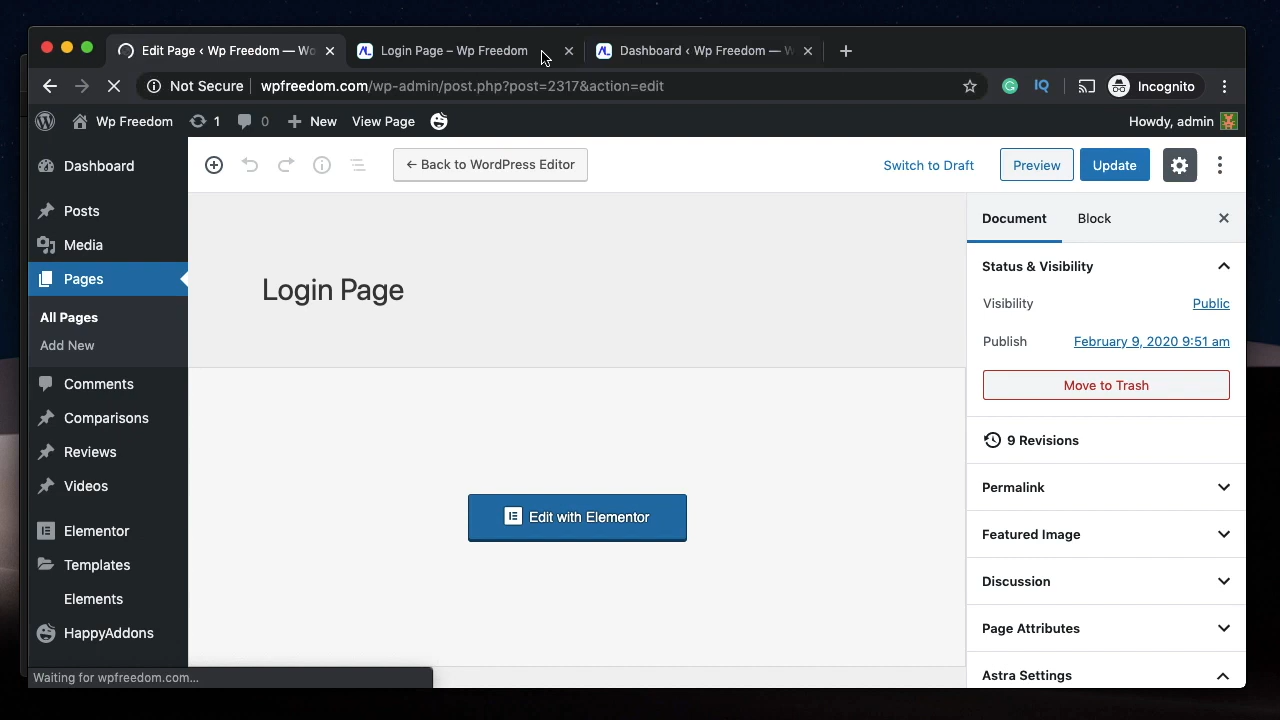 Edit Page ‹ Wp Freedom — Wo
Login Page – Wp Freedom
Dashboard ‹ Wp Freedom — W
Not Secure
wpfreedom.com/wp-admin/post.php?post=2317&action=edit
IQ
Incognito
Wp Freedom
1
0
New
View Page
Howdy, admin
Dashboard
Posts
Media
Pages
All Pages
Add New
Comments
Comparisons
Reviews
Videos
Elementor
Templates
Elements
HappyAddons
← Back to WordPress Editor
Switch to Draft
Preview
Update
Login Page
Edit with Elementor
Document
Block
Status & Visibility
Visibility
Public
Publish
February 9, 2020 9:51 am
Move to Trash
9 Revisions
Permalink
Featured Image
Discussion
Page Attributes
Astra Settings
Waiting for wpfreedom.com...